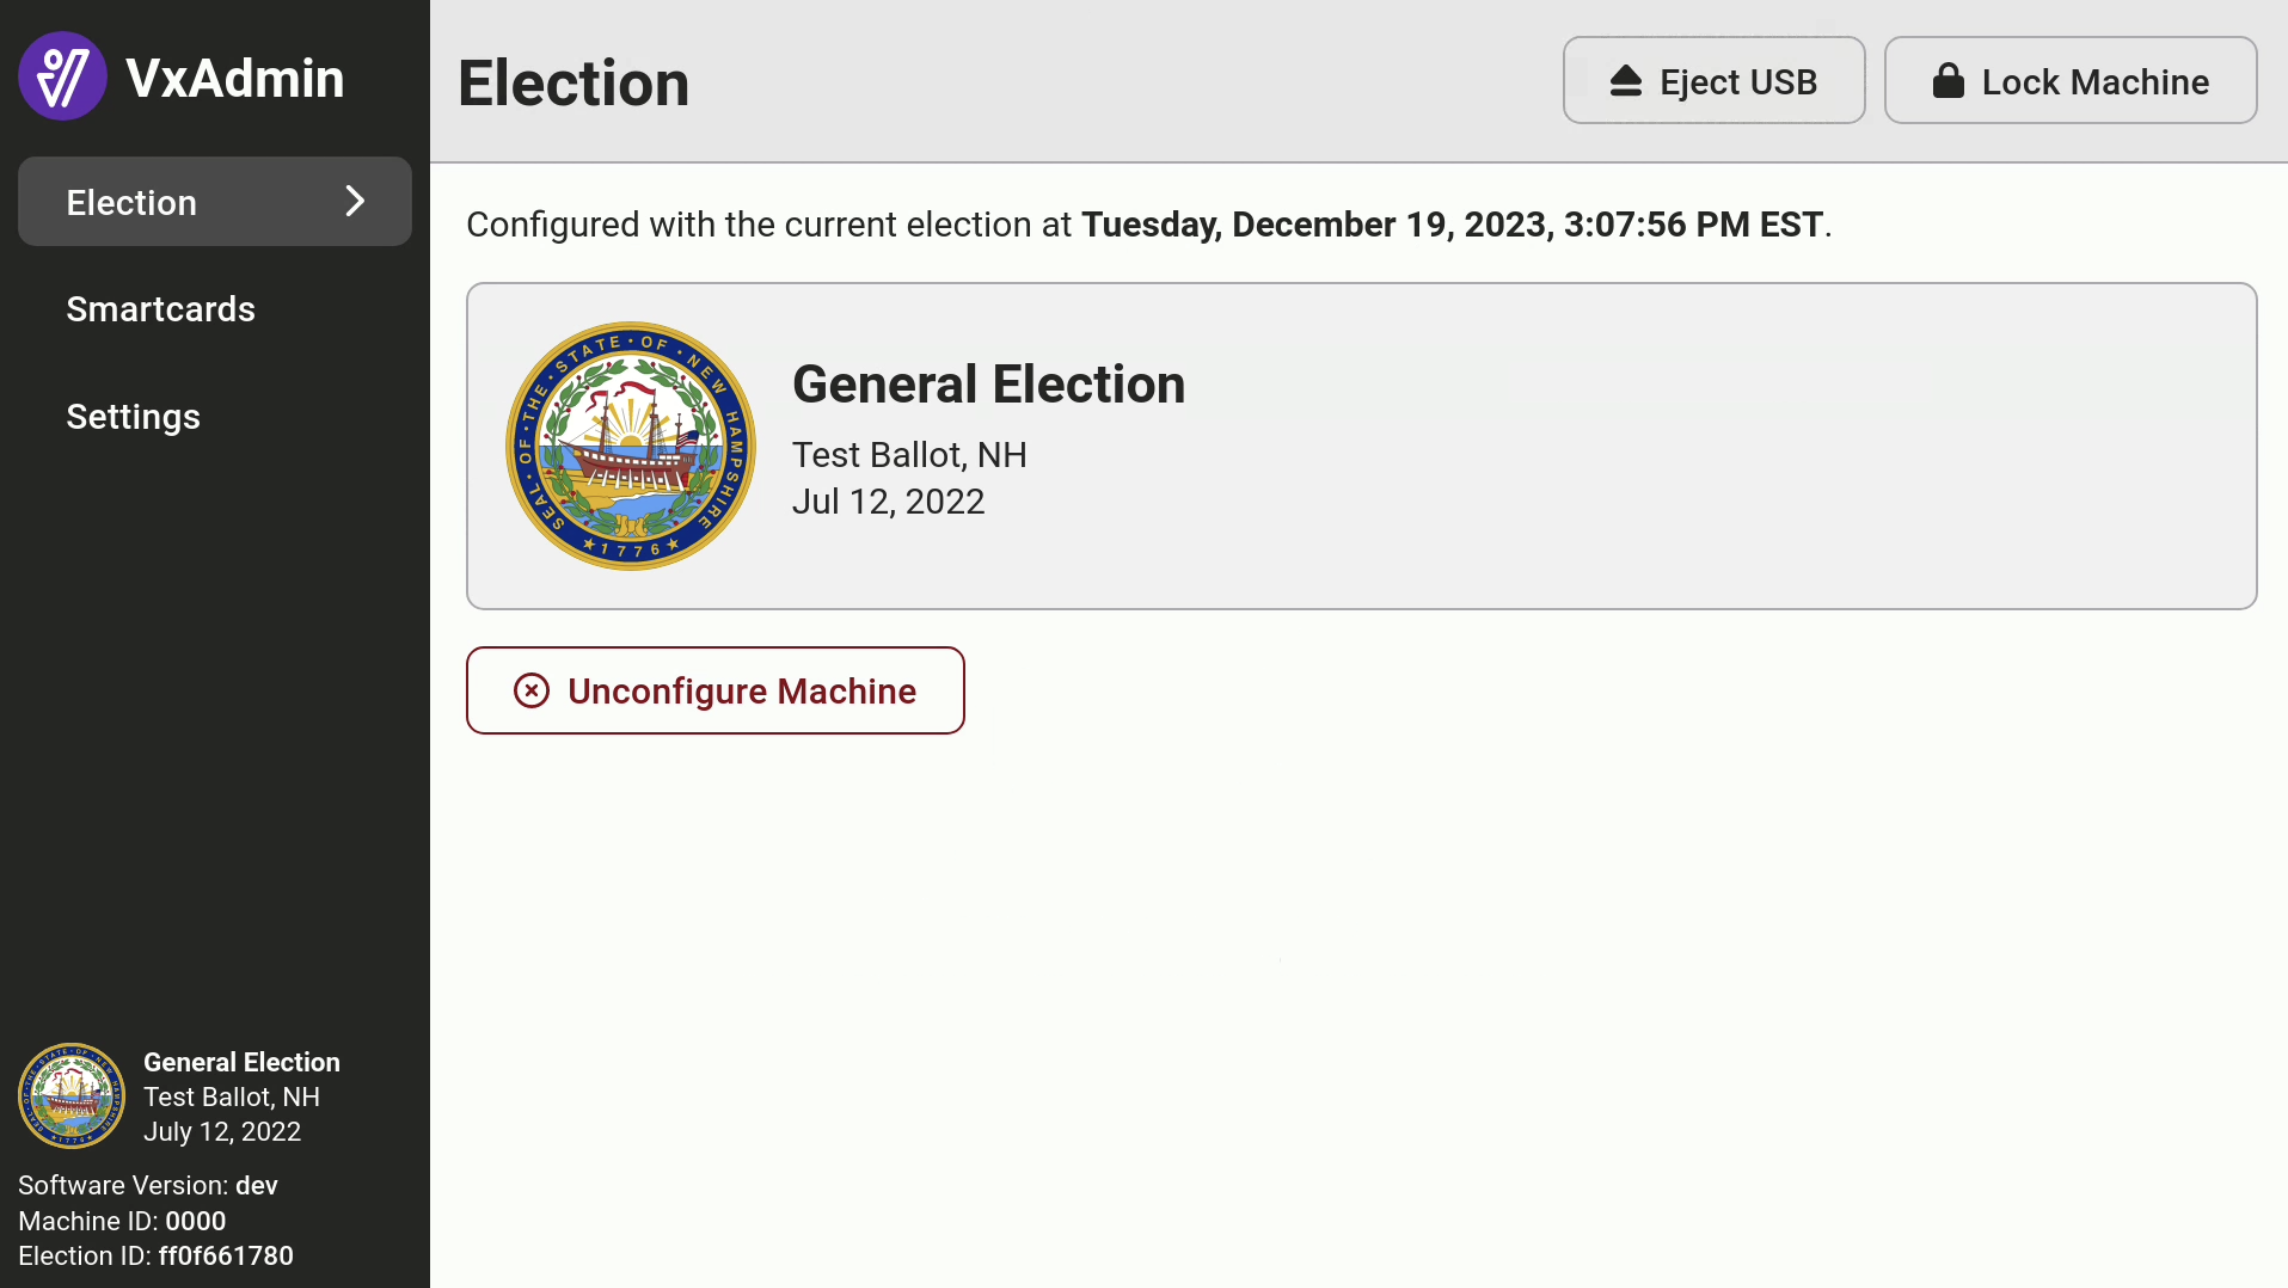 VxAdmin
Election
Smartcards
Settings
General Election
Test Ballot, NH
July 12, 2022
Software Version: dev
Machine ID: 0000
Election ID: ff0f661780
Election
Eject USB
Lock Machine
Configured with the current election at Tuesday, December 19, 2023, 3:07:56 PM EST.
SEAL · OF · THE · STATE · OF · NEW HAMPSHIRE
1776
General Election
Test Ballot, NH
Jul 12, 2022
Unconfigure Machine